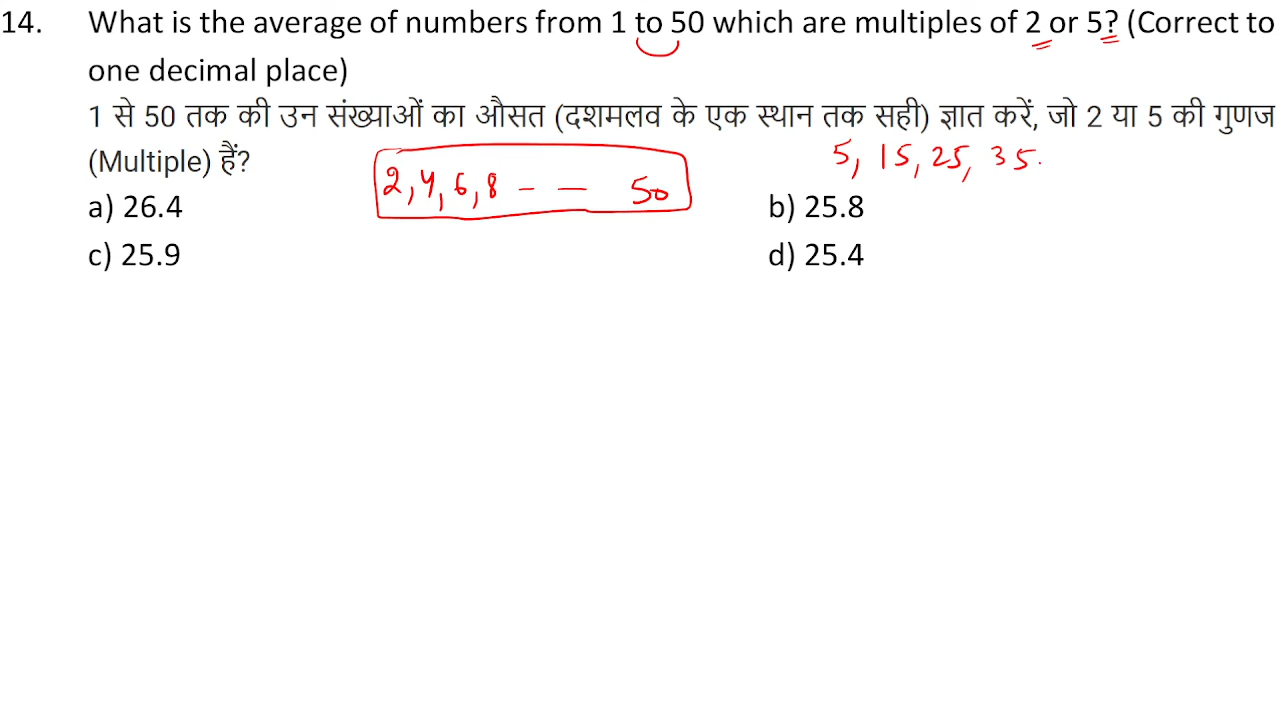 14. What is the average of numbers from 1 to 50 which are multiples of 2 or 5? (Correct to
one decimal place)
1 से 50 तक की उन संख्याओं का औसत (दशमलव के एक स्थान तक सही) ज्ञात करें, जो 2 या 5 की गुणज
(Multiple) हैं?
5, 15, 25, 35.
2, 4, 6, 8 - — 50
a) 26.4 b) 25.8
c) 25.9 d) 25.4